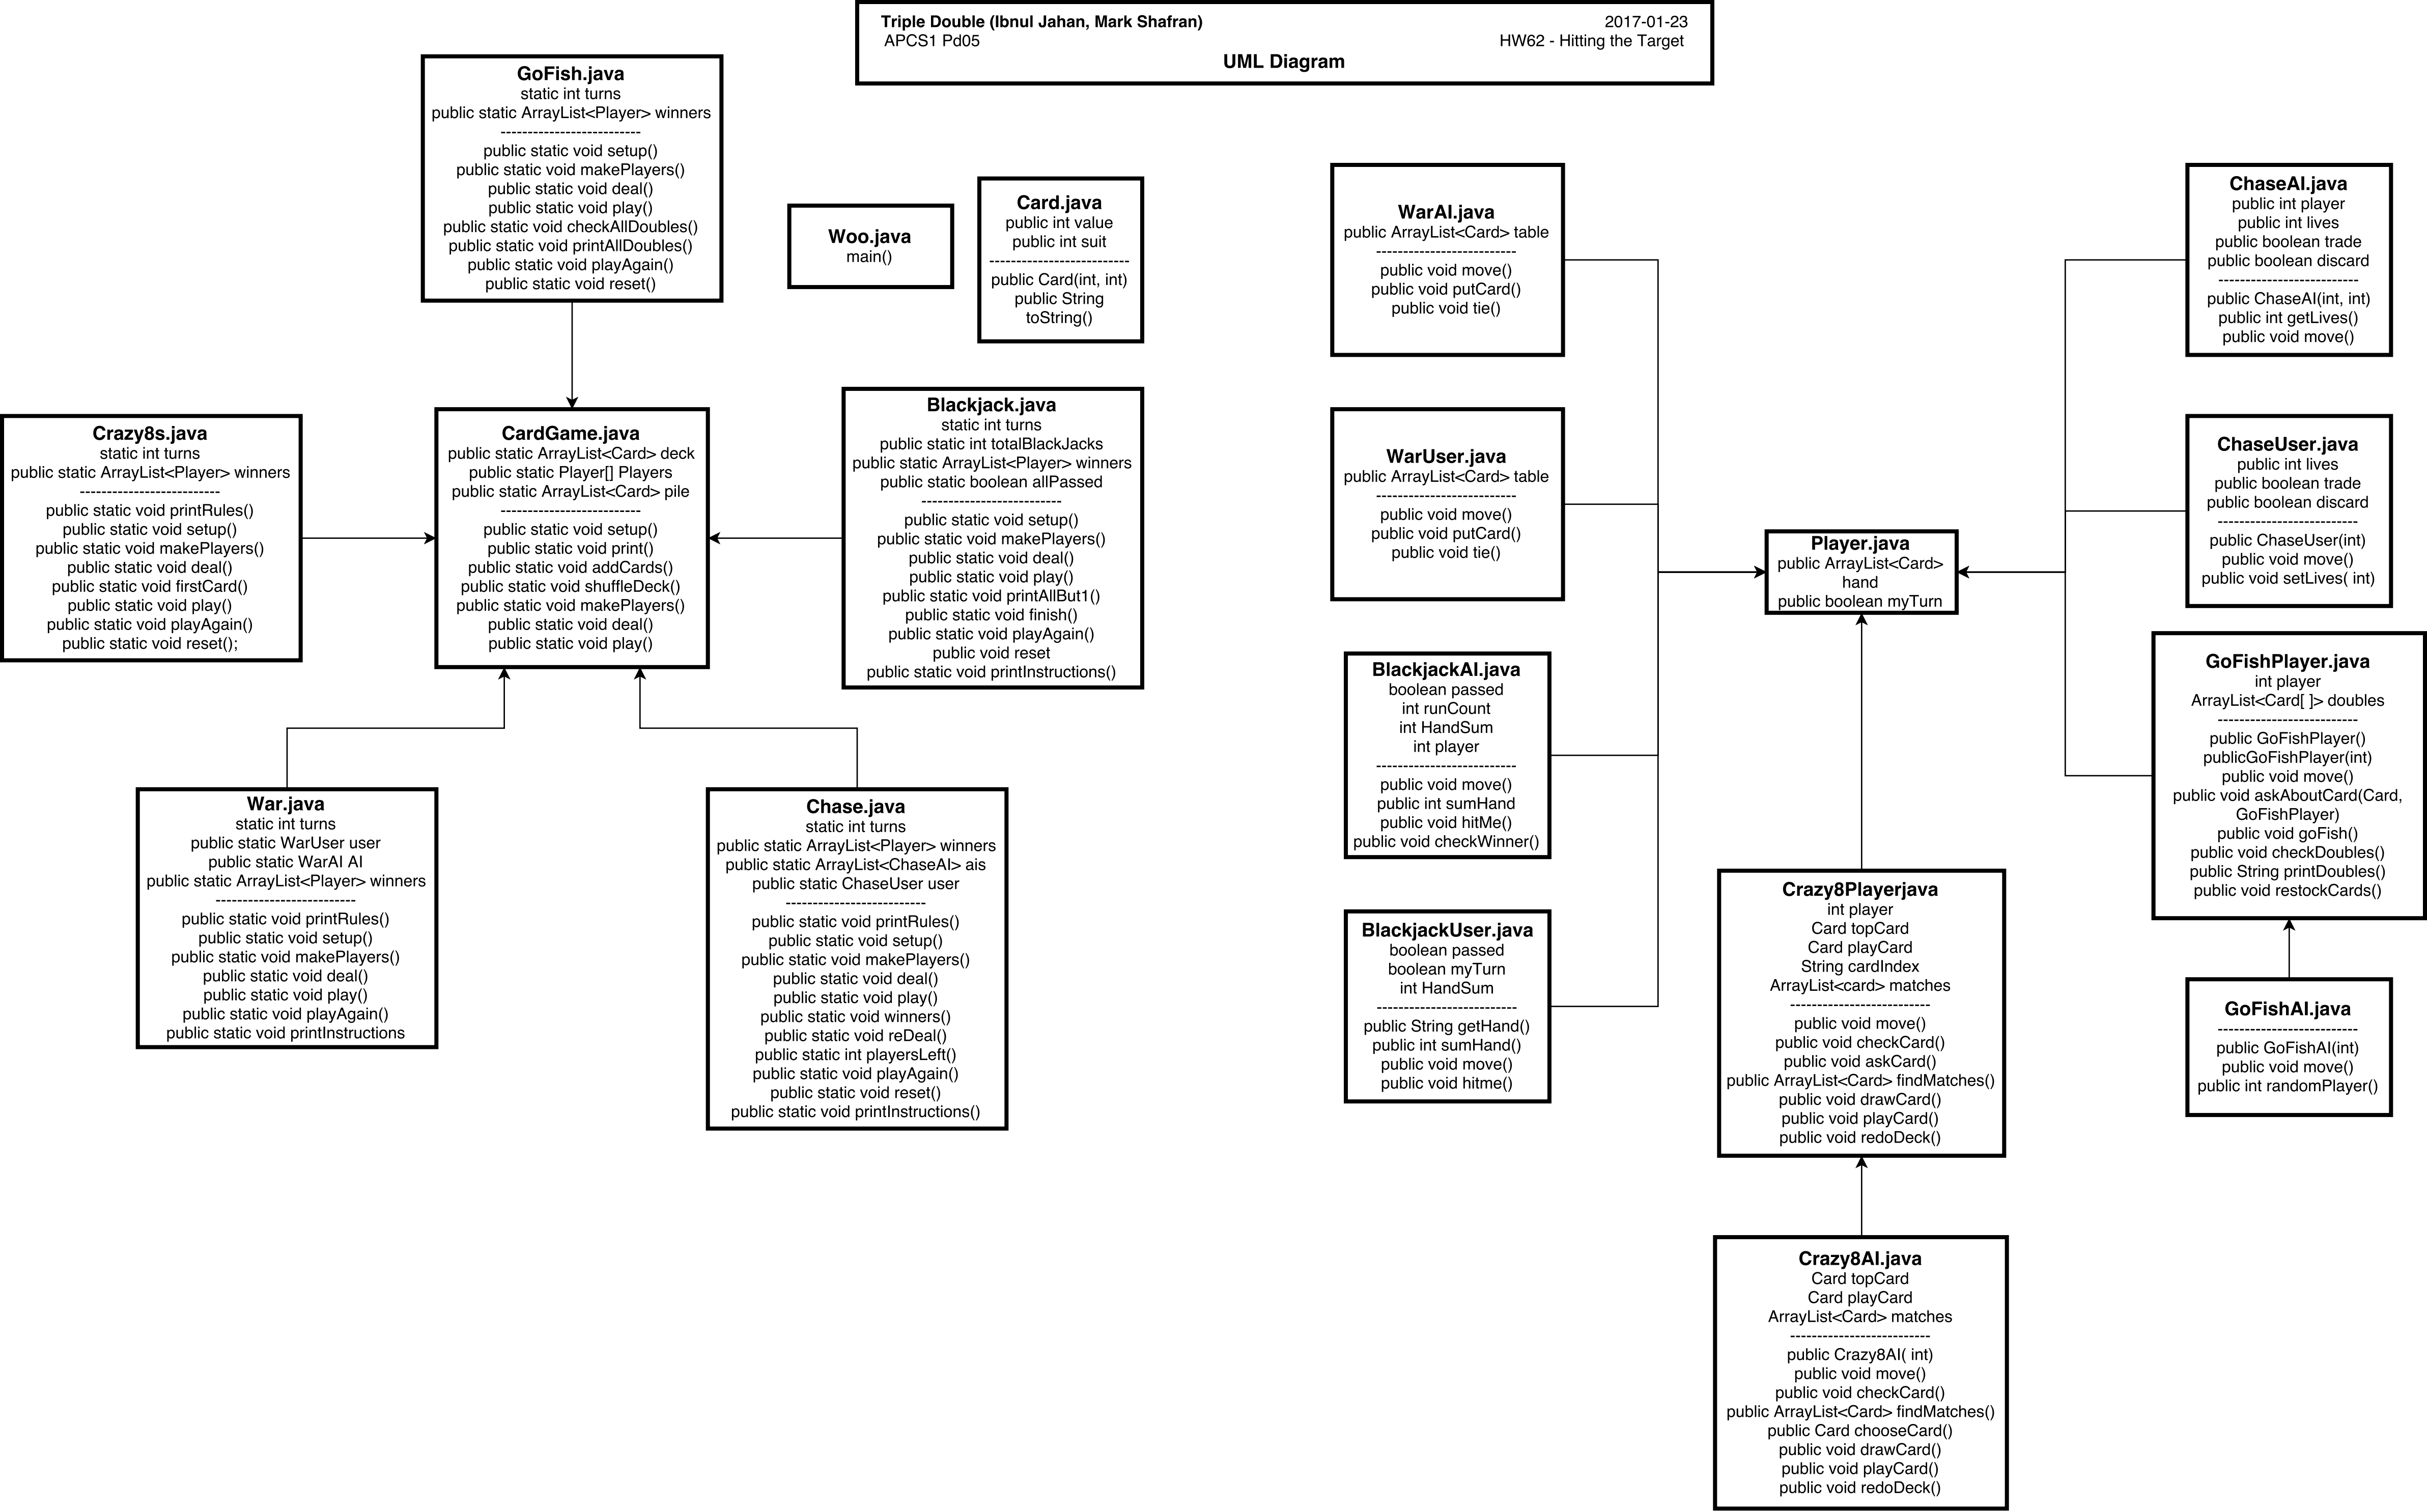 Triple Double (Ibnul Jahan, Mark Shafran)
2017-01-23
APCS1 Pd05
HW62 - Hitting the Target
UML Diagram
GoFish.java
static int turns
public static ArrayList<Player> winners
--------------------------
public static void setup()
public static void makePlayers()
public static void deal()
public static void play()
public static void checkAllDoubles()
public static void printAllDoubles()
public static void playAgain()
public static void reset()
Woo.java
main()
Card.java
public int value
public int suit
--------------------------
public Card(int, int)
public String
toString()
Crazy8s.java
static int turns
public static ArrayList<Player> winners
--------------------------
public static void printRules()
public static void setup()
public static void makePlayers()
public static void deal()
public static void firstCard()
public static void play()
public static void playAgain()
public static void reset();
CardGame.java
public static ArrayList<Card> deck
public static Player[] Players
public static ArrayList<Card> pile
--------------------------
public static void setup()
public static void print()
public static void addCards()
public static void shuffleDeck()
public static void makePlayers()
public static void deal()
public static void play()
Blackjack.java
static int turns
public static int totalBlackJacks
public static ArrayList<Player> winners
public static boolean allPassed
--------------------------
public static void setup()
public static void makePlayers()
public static void deal()
public static void play()
public static void printAllBut1()
public static void finish()
public static void playAgain()
public void reset
public static void printInstructions()
War.java
static int turns
public static WarUser user
public static WarAI AI
public static ArrayList<Player> winners
--------------------------
public static void printRules()
public static void setup()
public static void makePlayers()
public static void deal()
public static void play()
public static void playAgain()
public static void printInstructions
Chase.java
static int turns
public static ArrayList<Player> winners
public static ArrayList<ChaseAI> ais
public static ChaseUser user
--------------------------
public static void printRules()
public static void setup()
public static void makePlayers()
public static void deal()
public static void play()
public static void winners()
public static void reDeal()
public static int playersLeft()
public static void playAgain()
public static void reset()
public static void printInstructions()
WarAI.java
public ArrayList<Card> table
--------------------------
public void move()
public void putCard()
public void tie()
WarUser.java
public ArrayList<Card> table
--------------------------
public void move()
public void putCard()
public void tie()
BlackjackAI.java
boolean passed
int runCount
int HandSum
int player
--------------------------
public void move()
public int sumHand
public void hitMe()
public void checkWinner()
BlackjackUser.java
boolean passed
boolean myTurn
int HandSum
--------------------------
public String getHand()
public int sumHand()
public void move()
public void hitme()
Player.java
public ArrayList<Card>
hand
public boolean myTurn
Crazy8Playerjava
int player
Card topCard
Card playCard
String cardIndex
ArrayList<card> matches
--------------------------
public void move()
public void checkCard()
public void askCard()
public ArrayList<Card> findMatches()
public void drawCard()
public void playCard()
public void redoDeck()
Crazy8AI.java
Card topCard
Card playCard
ArrayList<Card> matches
--------------------------
public Crazy8AI( int)
public void move()
public void checkCard()
public ArrayList<Card> findMatches()
public Card chooseCard()
public void drawCard()
public void playCard()
public void redoDeck()
ChaseAI.java
public int player
public int lives
public boolean trade
public boolean discard
--------------------------
public ChaseAI(int, int)
public int getLives()
public void move()
ChaseUser.java
public int lives
public boolean trade
public boolean discard
--------------------------
public ChaseUser(int)
public void move()
public void setLives( int)
GoFishPlayer.java
int player
ArrayList<Card[ ]> doubles
--------------------------
public GoFishPlayer()
publicGoFishPlayer(int)
public void move()
public void askAboutCard(Card,
GoFishPlayer)
public void goFish()
public void checkDoubles()
public String printDoubles()
public void restockCards()
GoFishAI.java
--------------------------
public GoFishAI(int)
public void move()
public int randomPlayer()